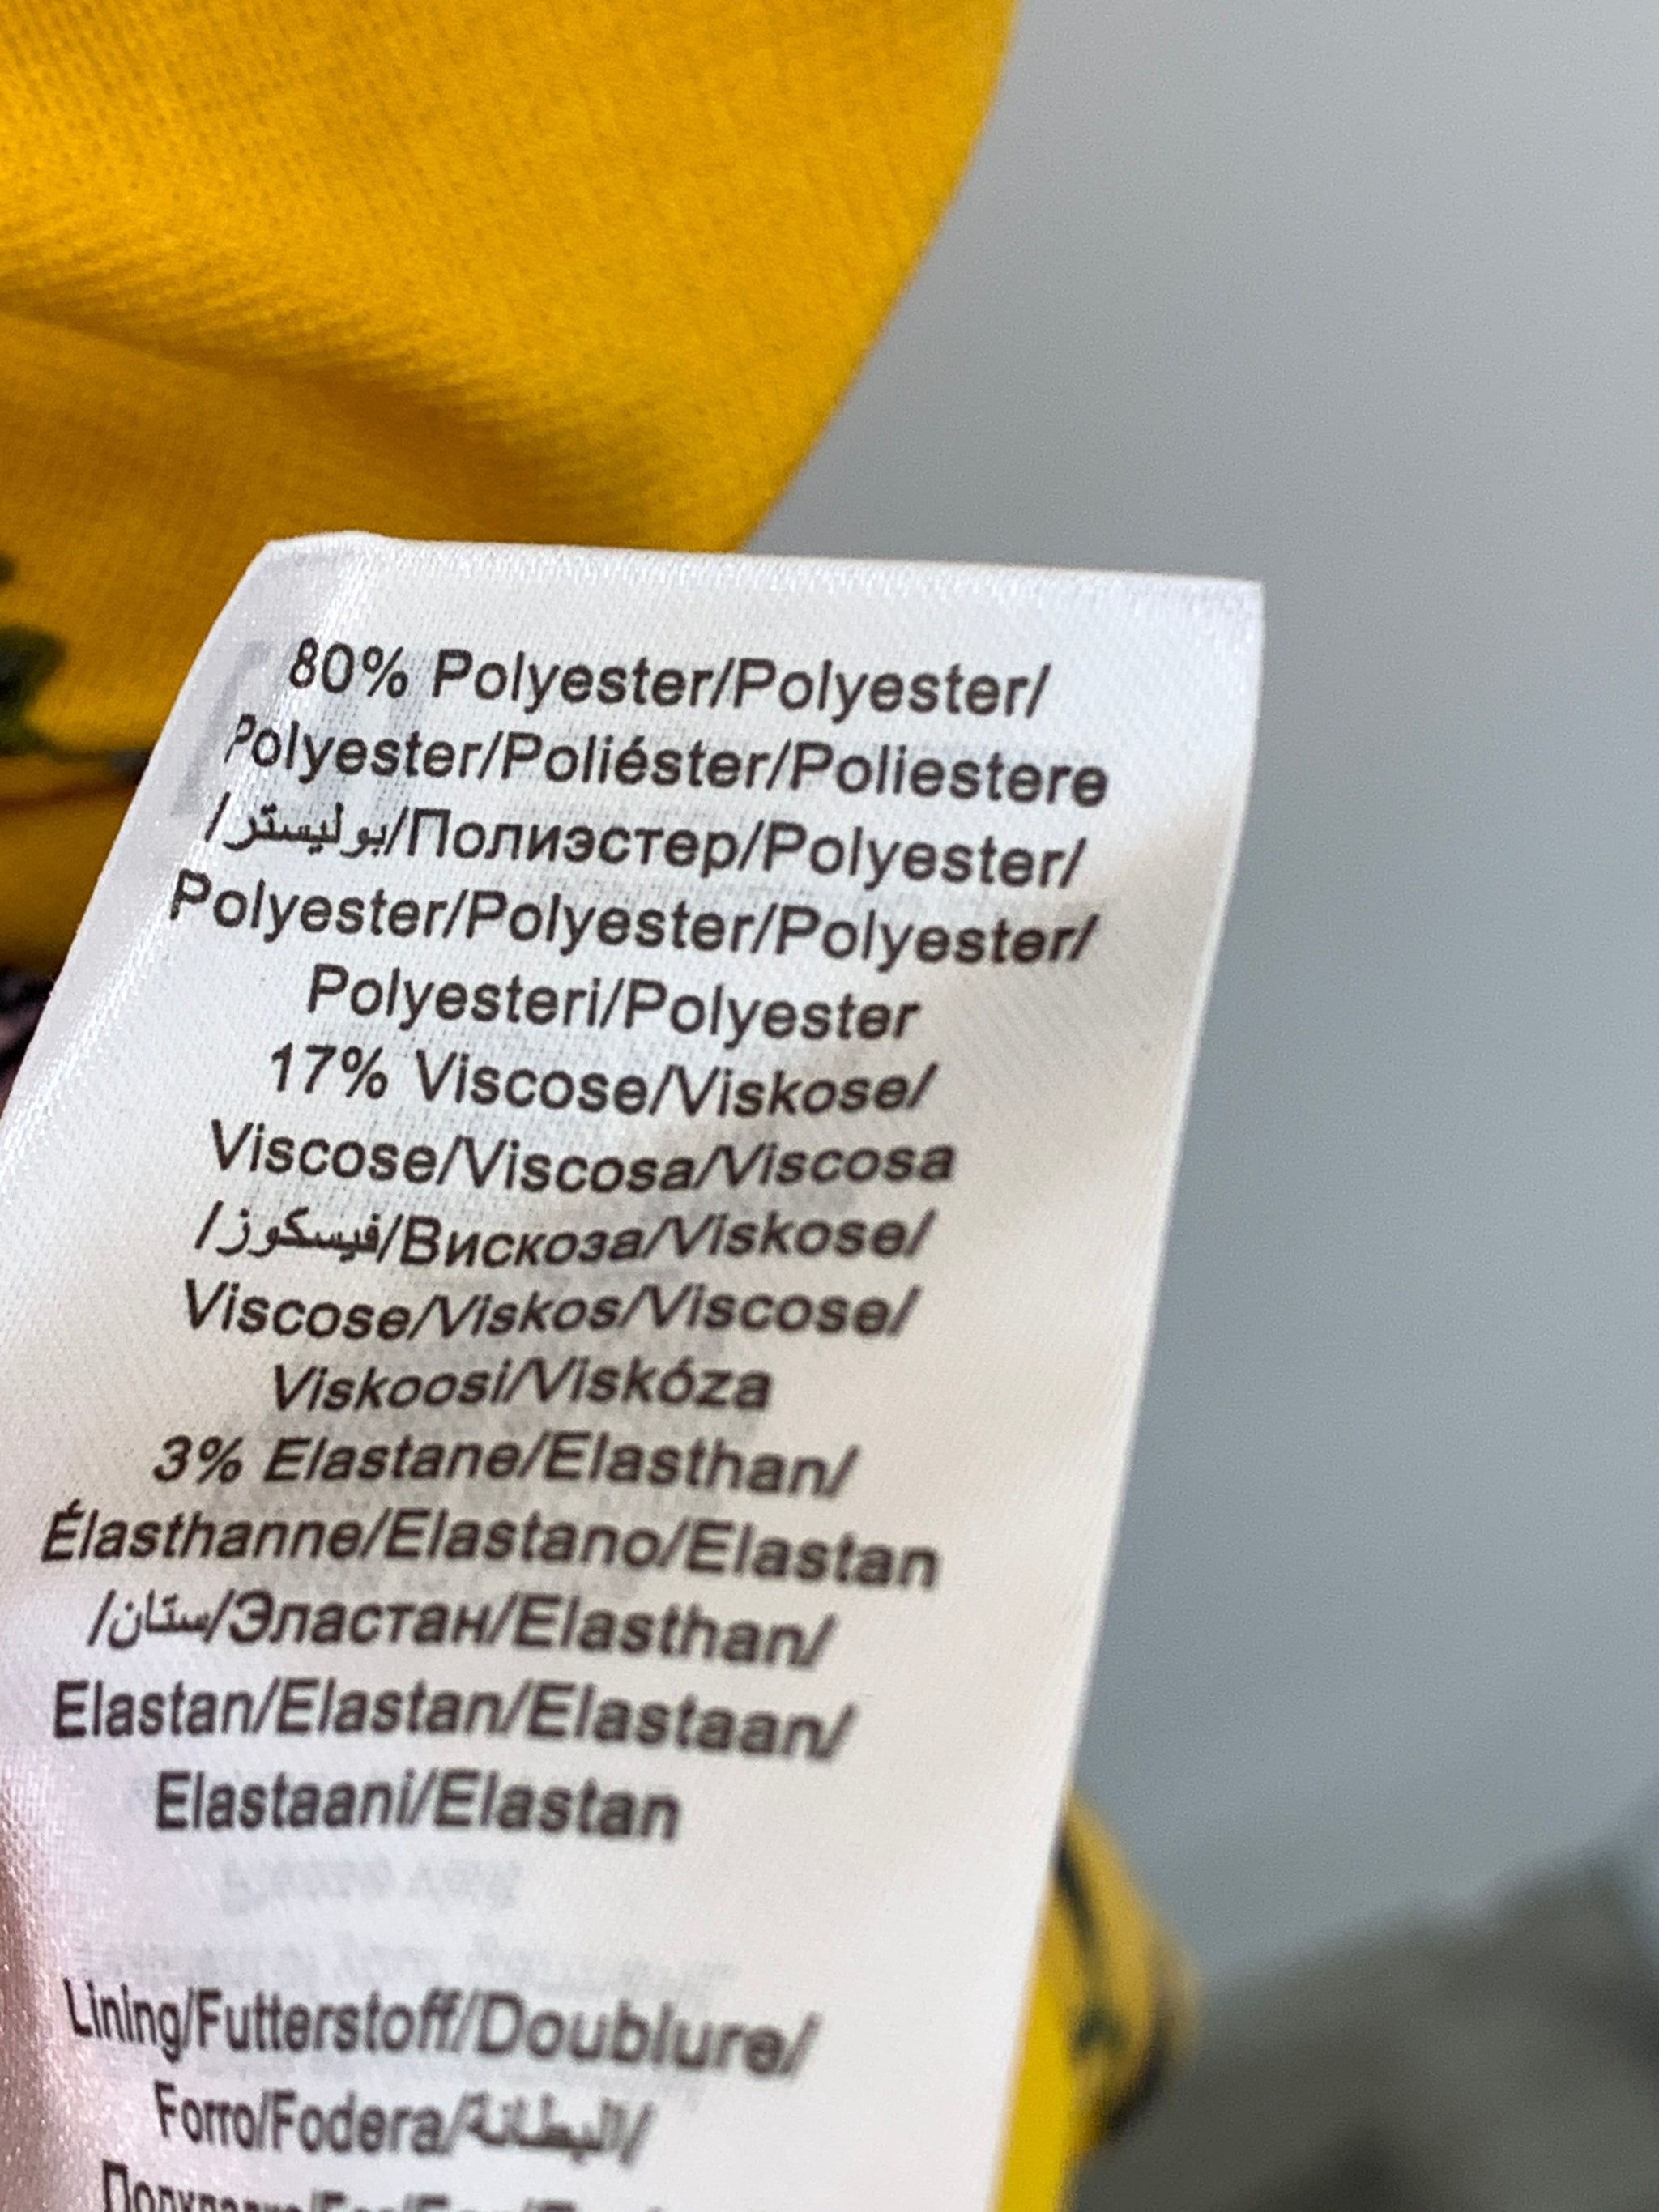 80% Polyester/Polyester/
Polyester/Poliéster/Poliestere
/بوليستر/Полиэстер/Polyester/
Polyester/Polyester/Polyester/
Polyesteri/Polyester
17% Viscose/Viskose/
Viscose/Viscosa/Viscosa
/فيسكوز/Вискоза/Viskose/
Viscose/Viskos/Viscose/
Viskoosi/Viskóza
3% Elastane/Elasthan/
Élasthanne/Elastano/Elastan
/ستان/Эластан/Elasthan/
Elastan/Elastan/Elastaan/
Elastaani/Elastan
Lining/Futterstoff/Doublure/
Forro/Fodera/البطانة/